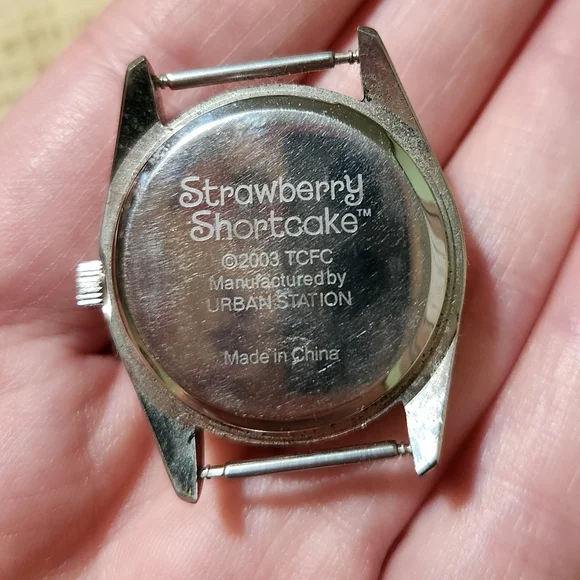 Strawberry
Shortcake™
©2003 TCFC
Manufactured by
URBAN STATION
Made in China